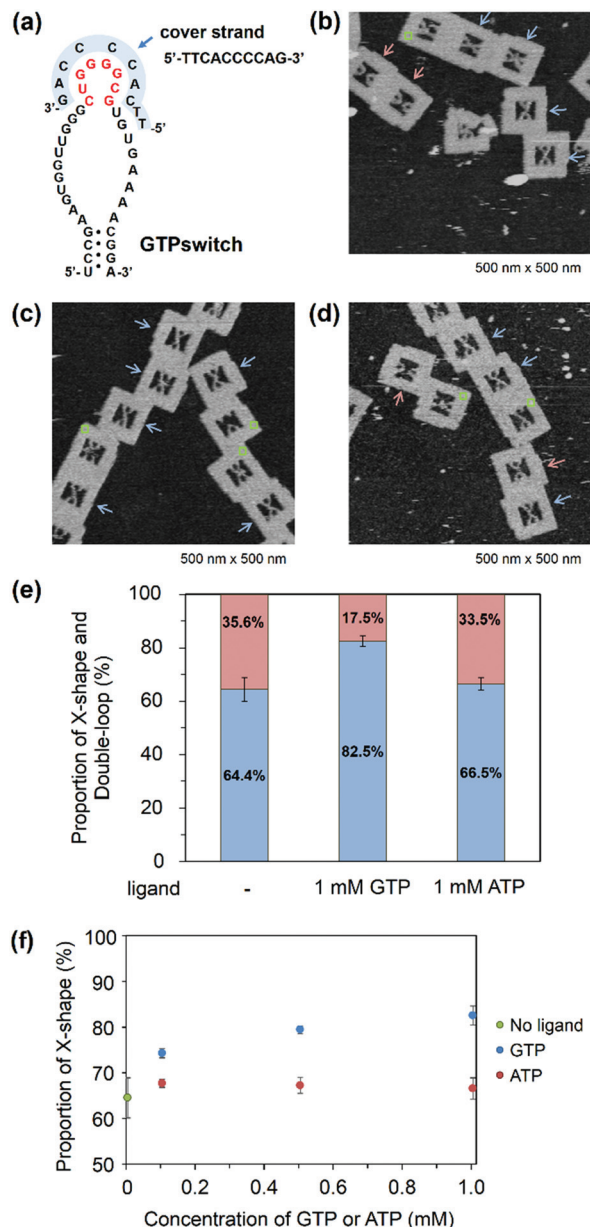 (a)
cover strand
5'-TTCACCCCAG-3'
3'-
G A C C C C A C T T
-5'
GTPswitch
5'-
U A
-3'
(b)
500 nm x 500 nm
(c)
500 nm x 500 nm
(d)
500 nm x 500 nm
(e)
Proportion of X-shape and
Double-loop (%)
100
80
60
40
20
0
35.6%
17.5%
33.5%
64.4%
82.5%
66.5%
ligand
-
1 mM GTP
1 mM ATP
(f)
Proportion of X-shape (%)
100
90
80
70
60
50
0
0.2
0.4
0.6
0.8
1.0
Concentration of GTP or ATP (mM)
No ligand
GTP
ATP